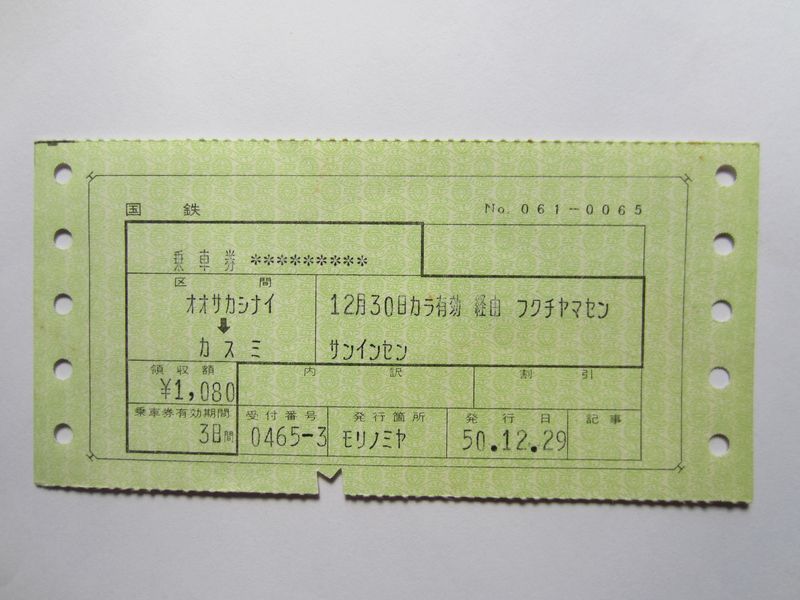 国鉄 No. 061-0065
乗車券 *********
区間
オオサカシナイ
カスミ
12月30日カラ有効 経由 フクチヤマセン
サンインセン
領収額
¥1,080
内訳
割引
乗車券有効期間
3日間
受付番号
0465-3
発行箇所
モリノミヤ
発行日
50.12.29
記事